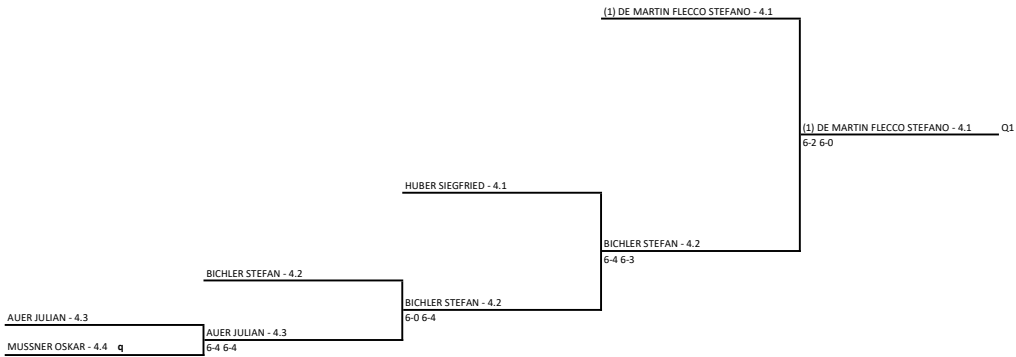 (1) DE MARTIN FLECCO STEFANO - 4.1
(1) DE MARTIN FLECCO STEFANO - 4.1 Q1
6-2 6-0
HUBER SIEGFRIED - 4.1
BICHLER STEFAN - 4.2
6-4 6-3
BICHLER STEFAN - 4.2
BICHLER STEFAN - 4.2
6-0 6-4
AUER JULIAN - 4.3
AUER JULIAN - 4.3
6-4 6-4
MUSSNER OSKAR - 4.4 q